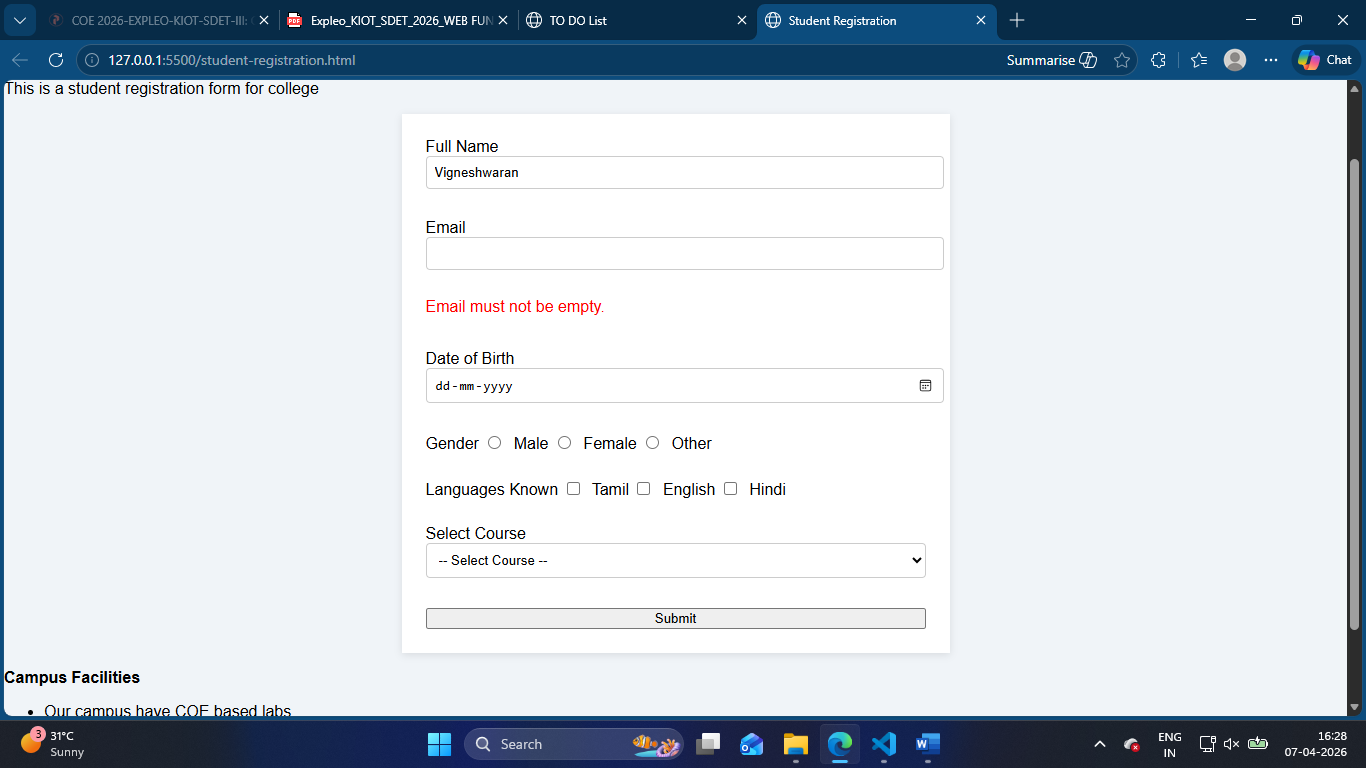 COE 2026-EXPLEO-KIOT-SDET-III:
Expleo_KIOT_SDET_2026_WEB FUN
TO DO List
Student Registration
127.0.0.1:5500/student-registration.html
Summarise
Chat
This is a student registration form for college
Full Name
Vigneshwaran
Email
Email must not be empty.
Date of Birth
dd-mm-yyyy
Gender Male Female Other
Languages Known Tamil English Hindi
Select Course
-- Select Course --
Submit
Campus Facilities
• Our campus have COE based labs
3
31°C
Sunny
Search
ENG
IN
16:28
07-04-2026